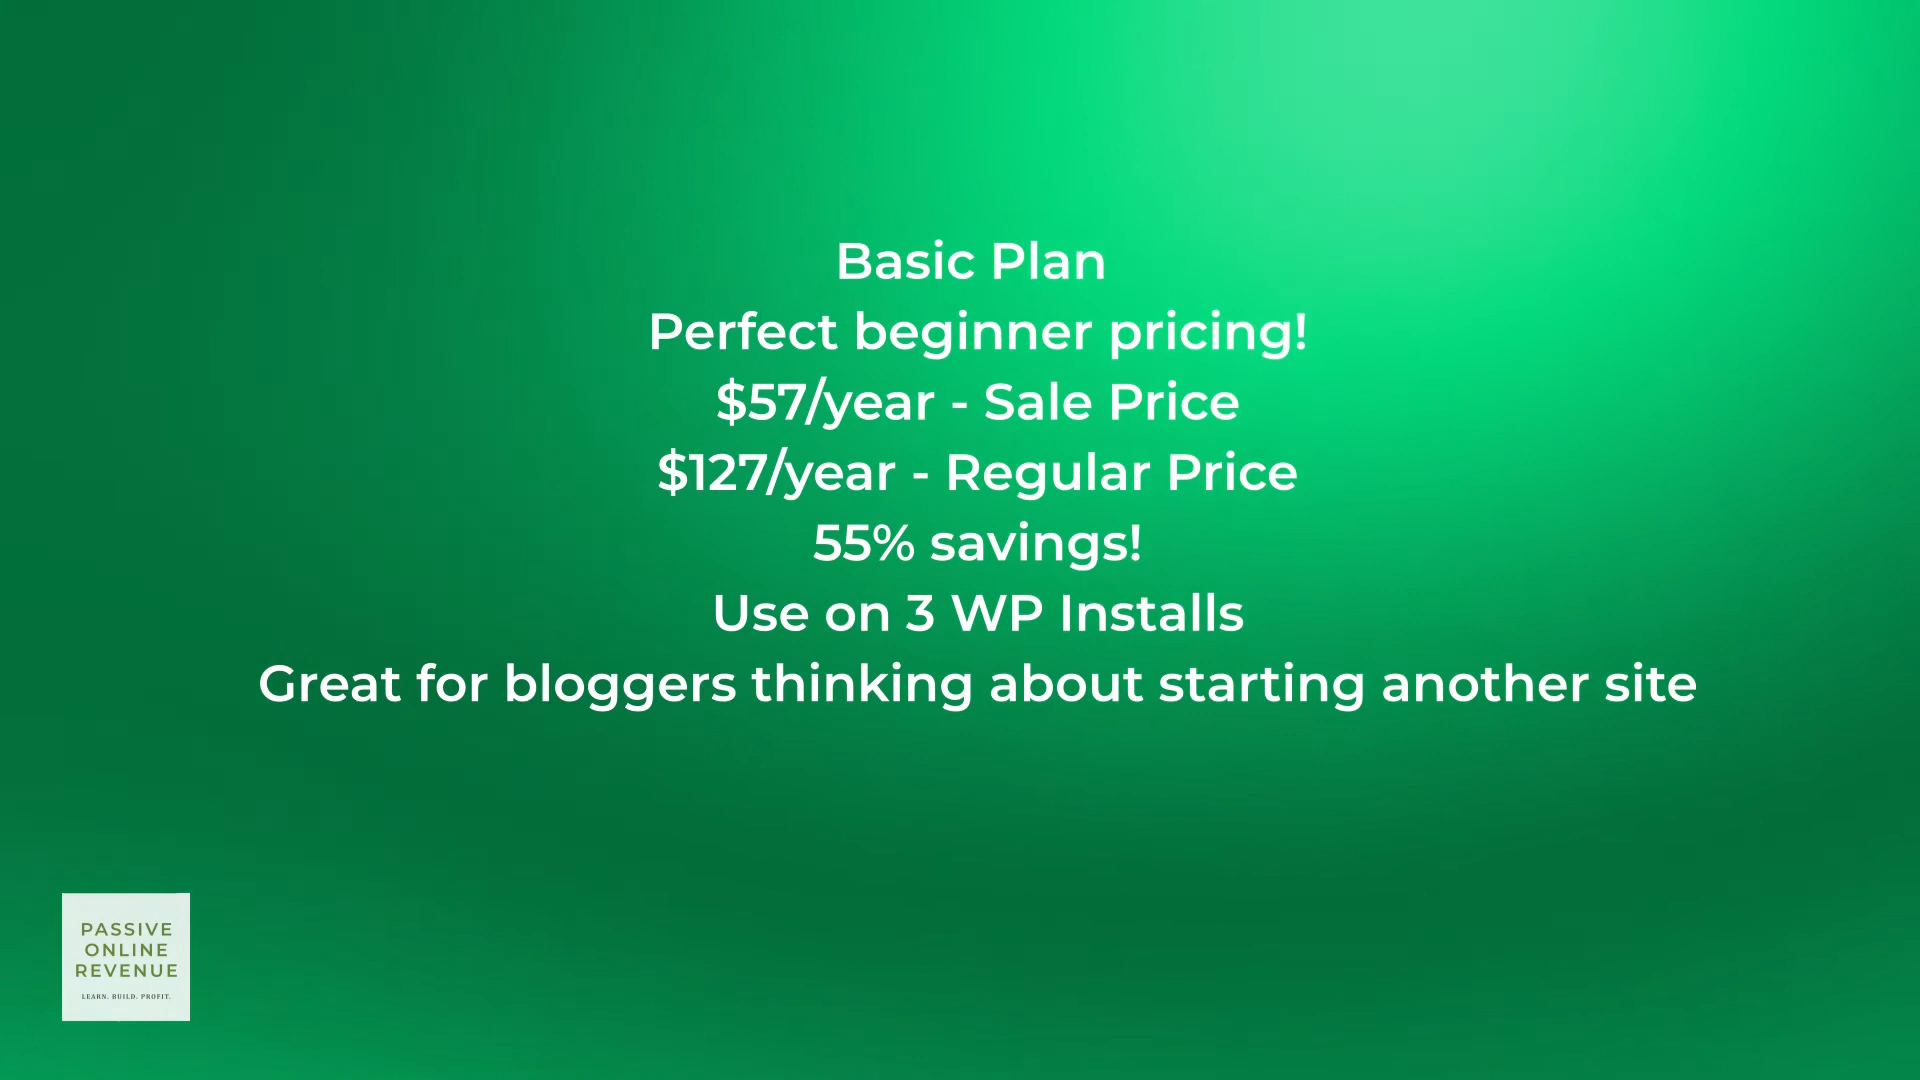 Basic Plan
Perfect beginner pricing!
$57/year - Sale Price
$127/year - Regular Price
55% savings!
Use on 3 WP Installs
Great for bloggers thinking about starting another site
PASSIVE
ONLINE
REVENUE
LEARN. BUILD. PROFIT.